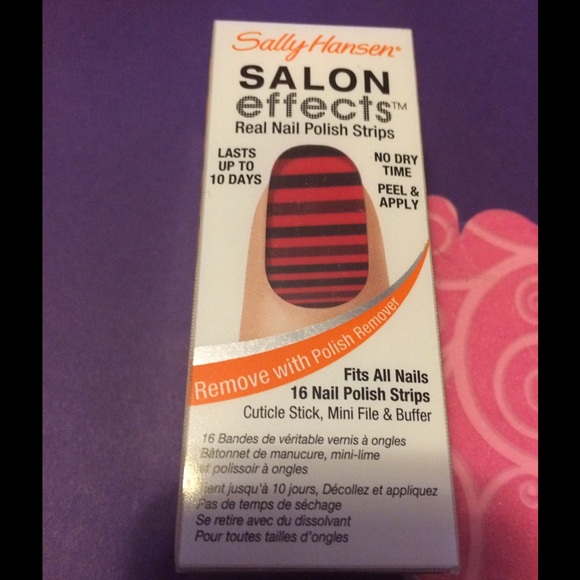 Sally Hansen®
SALON
effects™
Real Nail Polish Strips
LASTS
UP TO
10 DAYS
NO DRY
TIME
PEEL &
APPLY
Remove with Polish Remover
Fits All Nails
16 Nail Polish Strips
Cuticle Stick, Mini File & Buffer
16 Bandes de véritable vernis à ongles
Bâtonnet de manucure, mini-lime
et polissoir à ongles
jusqu'à 10 jours, Décollez et appliquez
Pas de temps de séchage
Se retire avec du dissolvant
Pour toutes tailles d'ongles